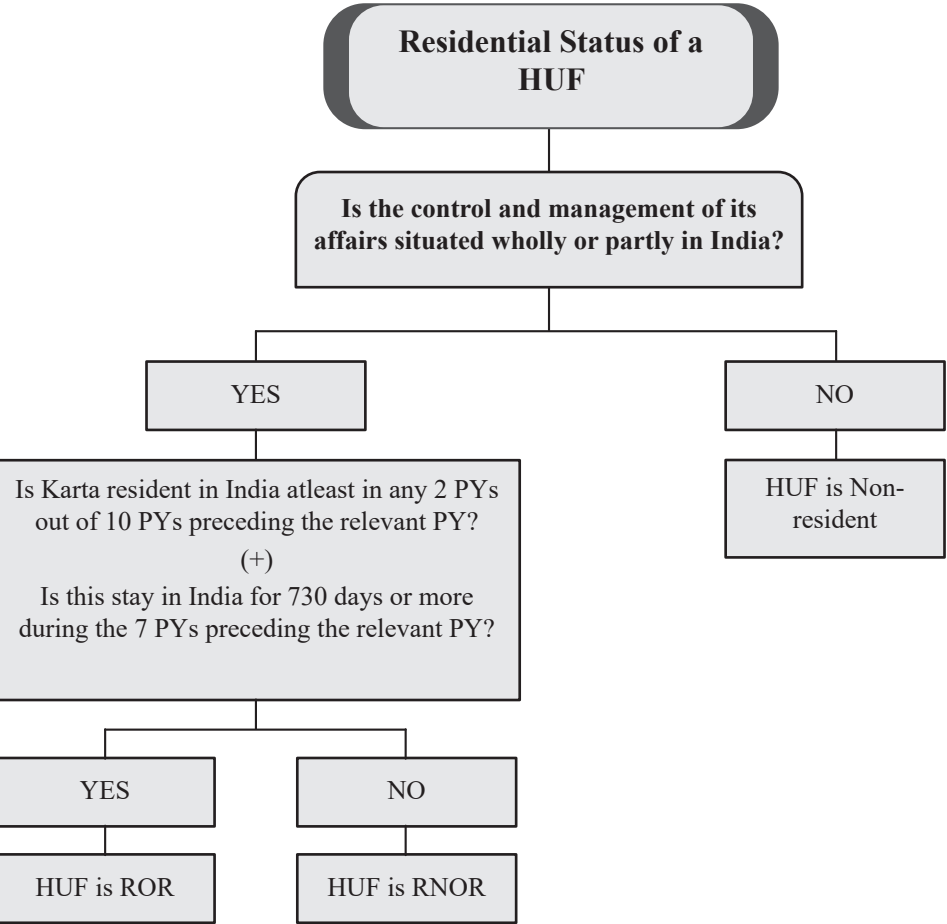 Residential Status of a
HUF
Is the control and management of its
affairs situated wholly or partly in India?
YES
NO
Is Karta resident in India atleast in any 2 PYs
out of 10 PYs preceding the relevant PY?
(+)
Is this stay in India for 730 days or more
during the 7 PYs preceding the relevant PY?
HUF is Non-
resident
YES
NO
HUF is ROR
HUF is RNOR